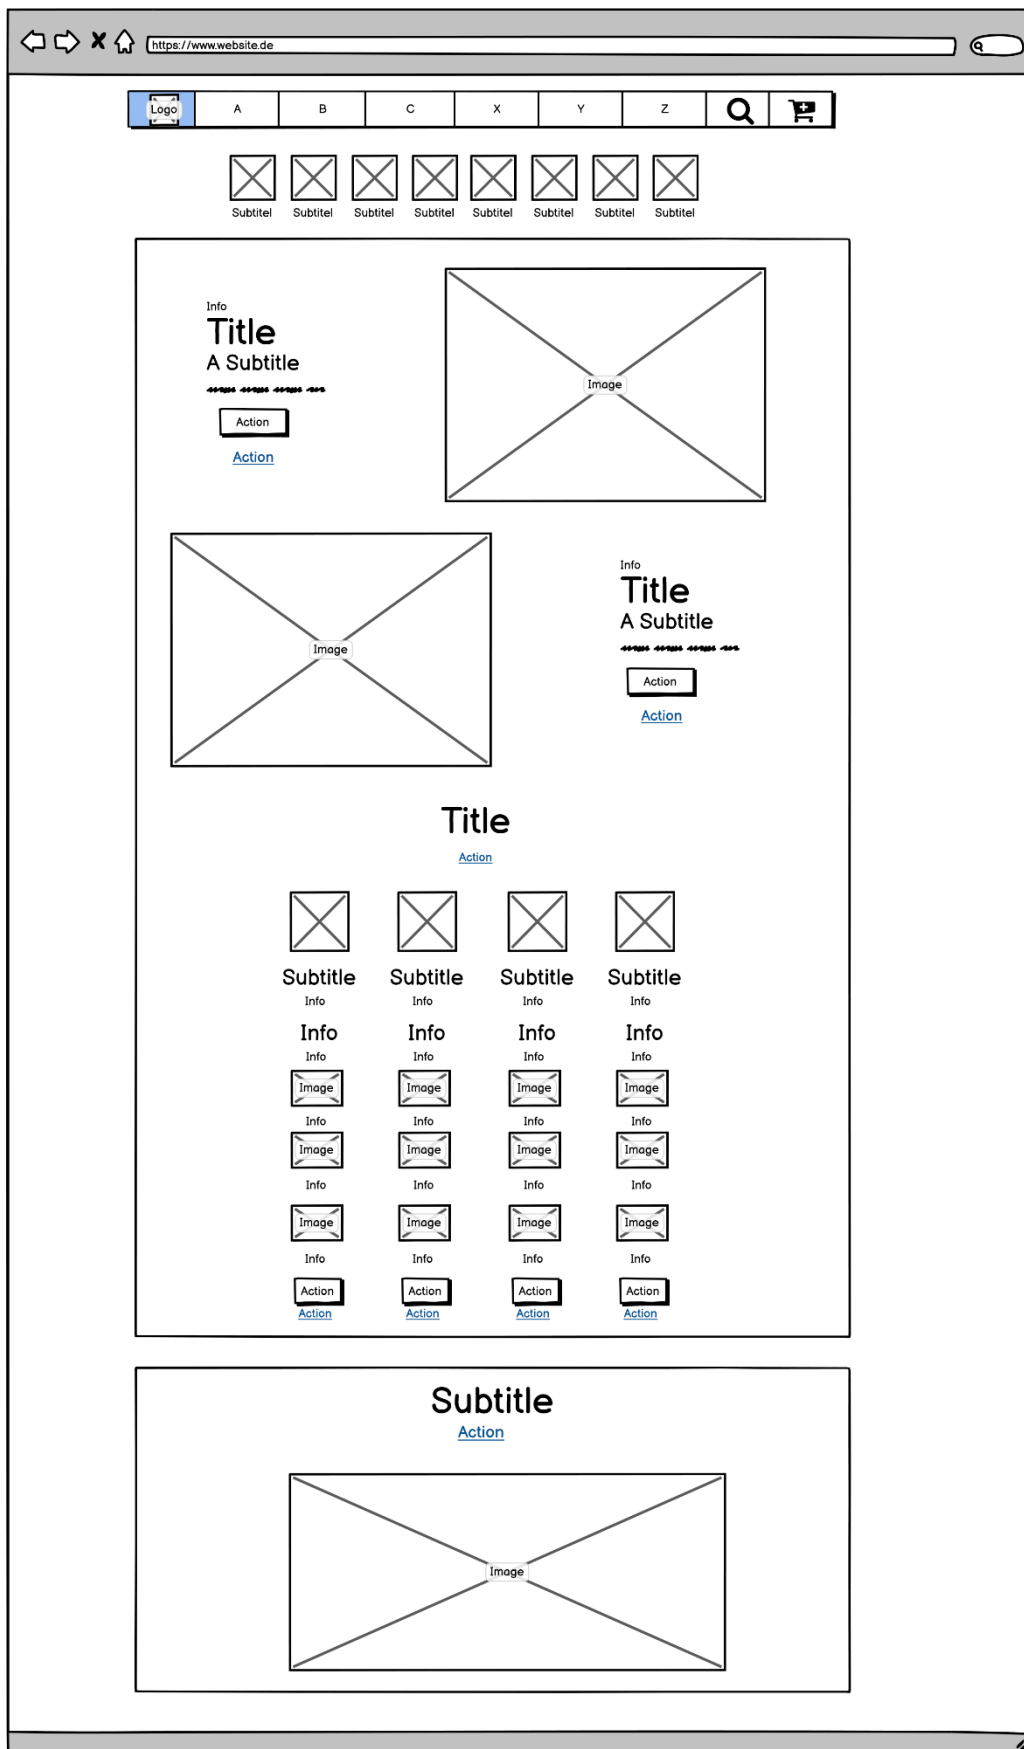 https://www.website.de
Logo A B C X Y Z
Subtitel Subtitel Subtitel Subtitel Subtitel Subtitel Subtitel Subtitel
Info
Title
A Subtitle
Action
Action
Image
Image
Info
Title
A Subtitle
Action
Action
Title
Action
Subtitle Subtitle Subtitle Subtitle
Info Info Info Info
Info Info Info Info
Info Info Info Info
Image Image Image Image
Info Info Info Info
Image Image Image Image
Info Info Info Info
Image Image Image Image
Info Info Info Info
Action Action Action Action
Action Action Action Action
Subtitle
Action
Image